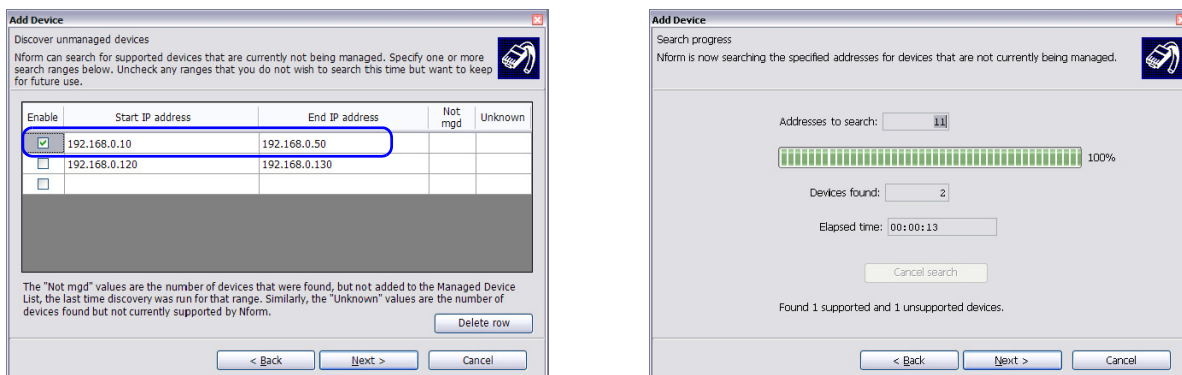 Add Device
Discover unmanaged devices
Nform can search for supported devices that are currently not being managed. Specify one or more
search ranges below. Uncheck any ranges that you do not wish to search this time but want to keep
for future use.
Enable Start IP address End IP address Not mgd Unknown
192.168.0.10 192.168.0.50
192.168.0.120 192.168.0.130
The "Not mgd" values are the number of devices that were found, but not added to the Managed Device
List, the last time discovery was run for that range. Similarly, the "Unknown" values are the number of
devices found but not currently supported by Nform.
Delete row
< Back Next > Cancel
Add Device
Search progress
Nform is now searching the specified addresses for devices that are not currently being managed.
Addresses to search: 11
100%
Devices found: 2
Elapsed time: 00:00:13
Cancel search
Found 1 supported and 1 unsupported devices.
< Back Next > Cancel